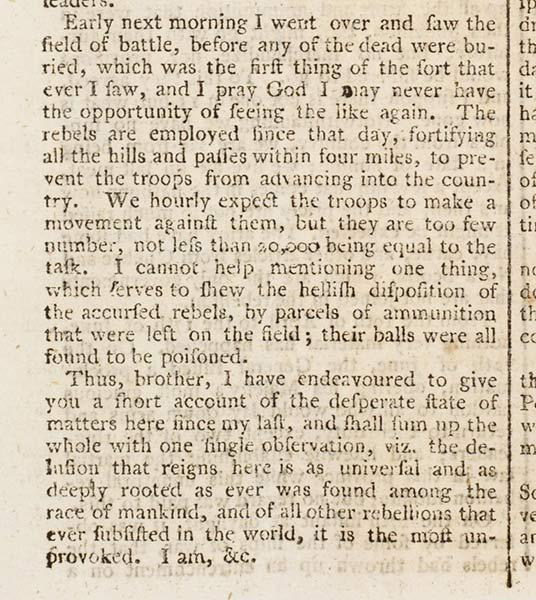 leaders.
Early next morning I went over and ſaw the
field of battle, before any of the dead were bu-
ried, which was the firſt thing of the ſort that
ever I ſaw, and I pray God I may never have
the opportunity of ſeeing the like again. The
rebels are employed ſince that day, fortifying
all the hills and paſſes within four miles, to pre-
vent the troops from advancing into the coun-
try. We hourly expect the troops to make a
movement againſt them, but they are too few
number, not leſs than 20,000 being equal to the
taſk. I cannot help mentioning one thing,
which ſerves to ſhew the helliſh diſpoſition of
the accurſed rebels, by parcels of ammunition
that were left on the field; their balls were all
found to be poiſoned.
Thus, brother, I have endeavoured to give
you a ſhort account of the deſperate ſtate of
matters here ſince my laſt, and ſhall ſum up the
whole with one ſingle obſervation, viz. the de-
luſion that reigns here is as univerſal and as
deeply rooted as ever was found among the
race of mankind, and of all other rebellions that
ever ſubſiſted in the world, it is the moſt un-
provoked. I am, &c.